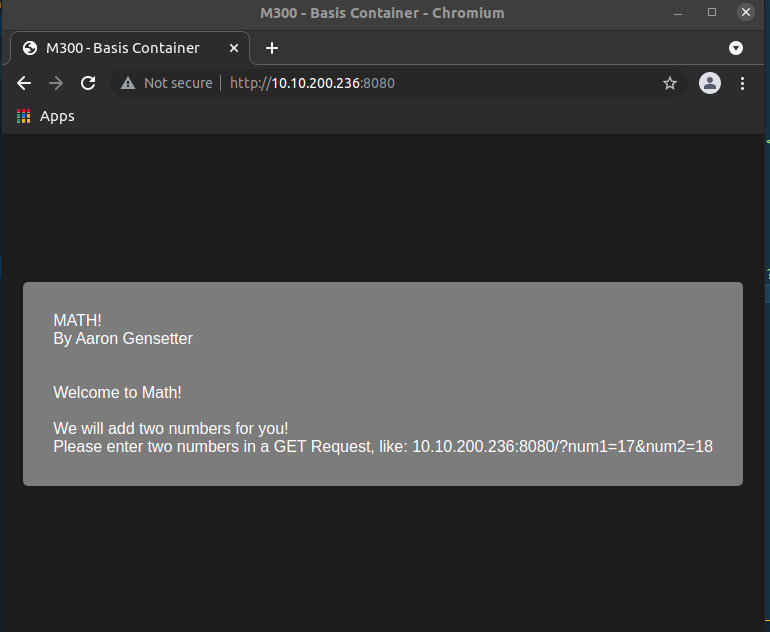 M300 - Basis Container - Chromium
M300 - Basis Container
Not secure | http://10.10.200.236:8080
Apps
MATH!
By Aaron Gensetter
Welcome to Math!
We will add two numbers for you!
Please enter two numbers in a GET Request, like: 10.10.200.236:8080/?num1=17&num2=18